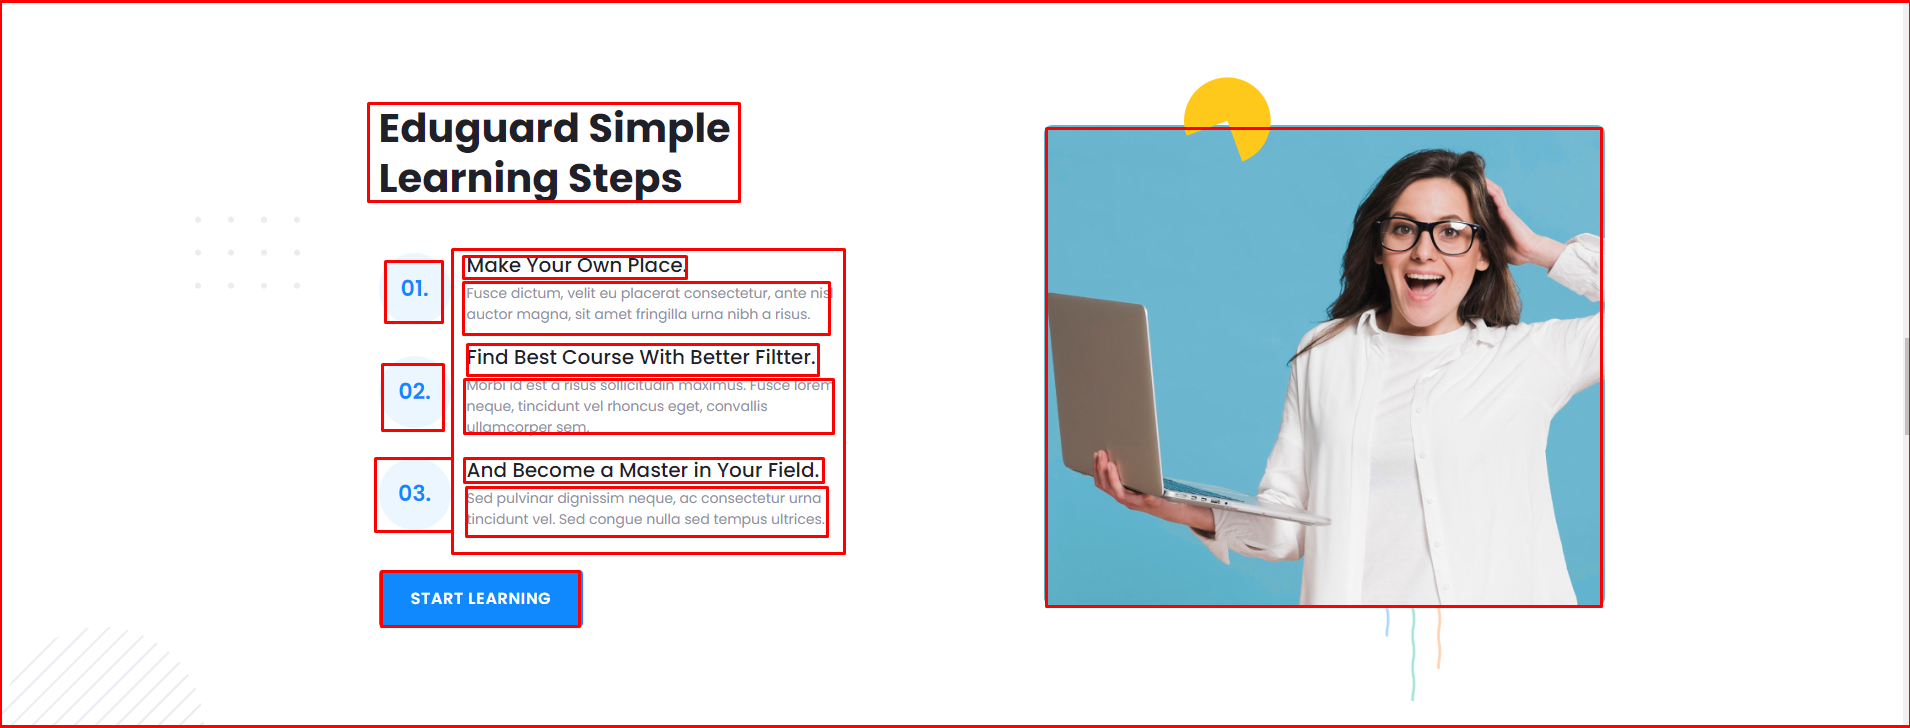 Eduguard Simple
Learning Steps
01.
Make Your Own Place.
Fusce dictum, velit eu placerat consectetur, ante nisl
auctor magna, sit amet fringilla urna nibh a risus.
02.
Find Best Course With Better Filtter.
Morbi id est a risus sollicitudin maximus. Fusce lorem
neque, tincidunt vel rhoncus eget, convallis
ullamcorper sem.
03.
And Become a Master in Your Field.
Sed pulvinar dignissim neque, ac consectetur urna
tincidunt vel. Sed congue nulla sed tempus ultrices.
START LEARNING